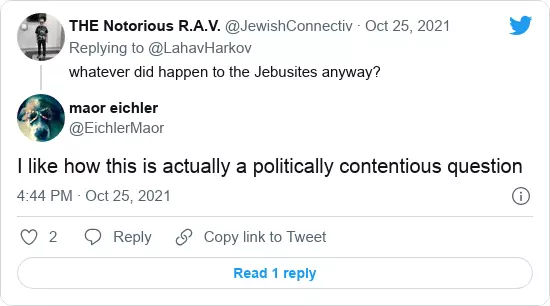 THE Notorious R.A.V. @JewishConnectiv · Oct 25, 2021
Replying to @LahavHarkov
whatever did happen to the Jebusites anyway?
maor eichler
@EichlerMaor
I like how this is actually a politically contentious question
4:44 PM · Oct 25, 2021
2 Reply Copy link to Tweet
Read 1 reply